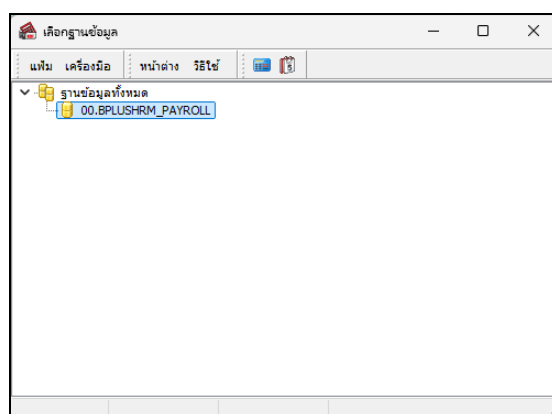 เลือกฐานข้อมูล
แฟ้ม เครื่องมือ หน้าต่าง วิธีใช้
ฐานข้อมูลทั้งหมด
00.BPLUSHRM_PAYROLL